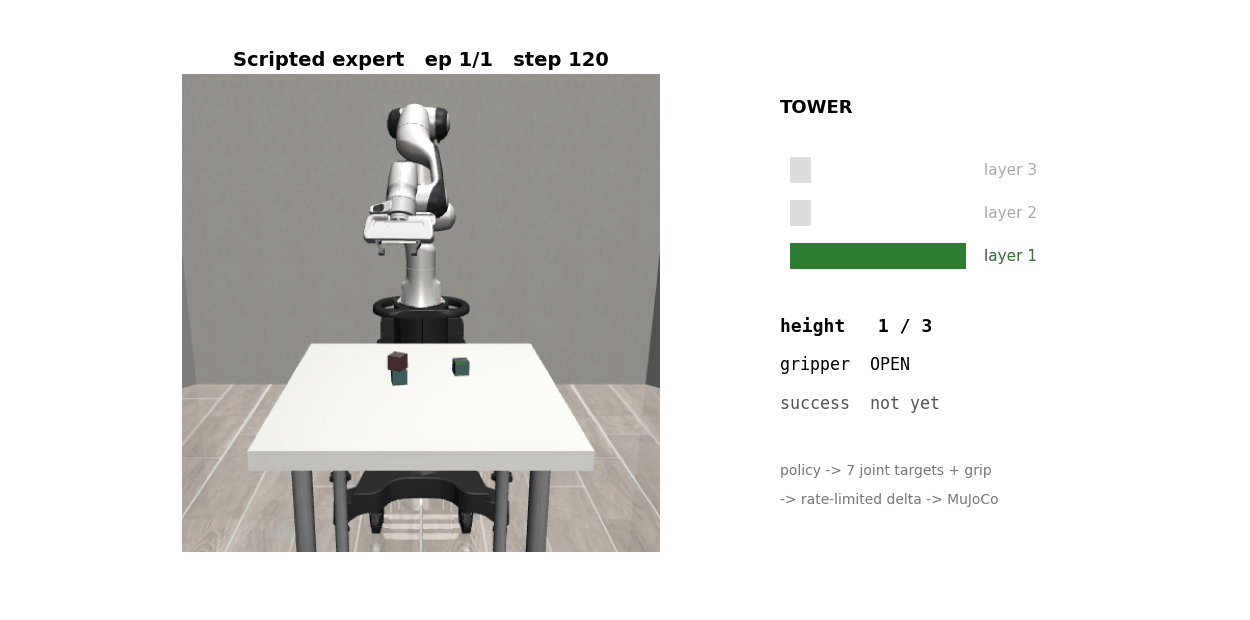 Scripted expert ep 1/1 step 120
TOWER
layer 3
layer 2
layer 1
height 1 / 3
gripper OPEN
success not yet
policy -> 7 joint targets + grip
-> rate-limited delta -> MuJoCo